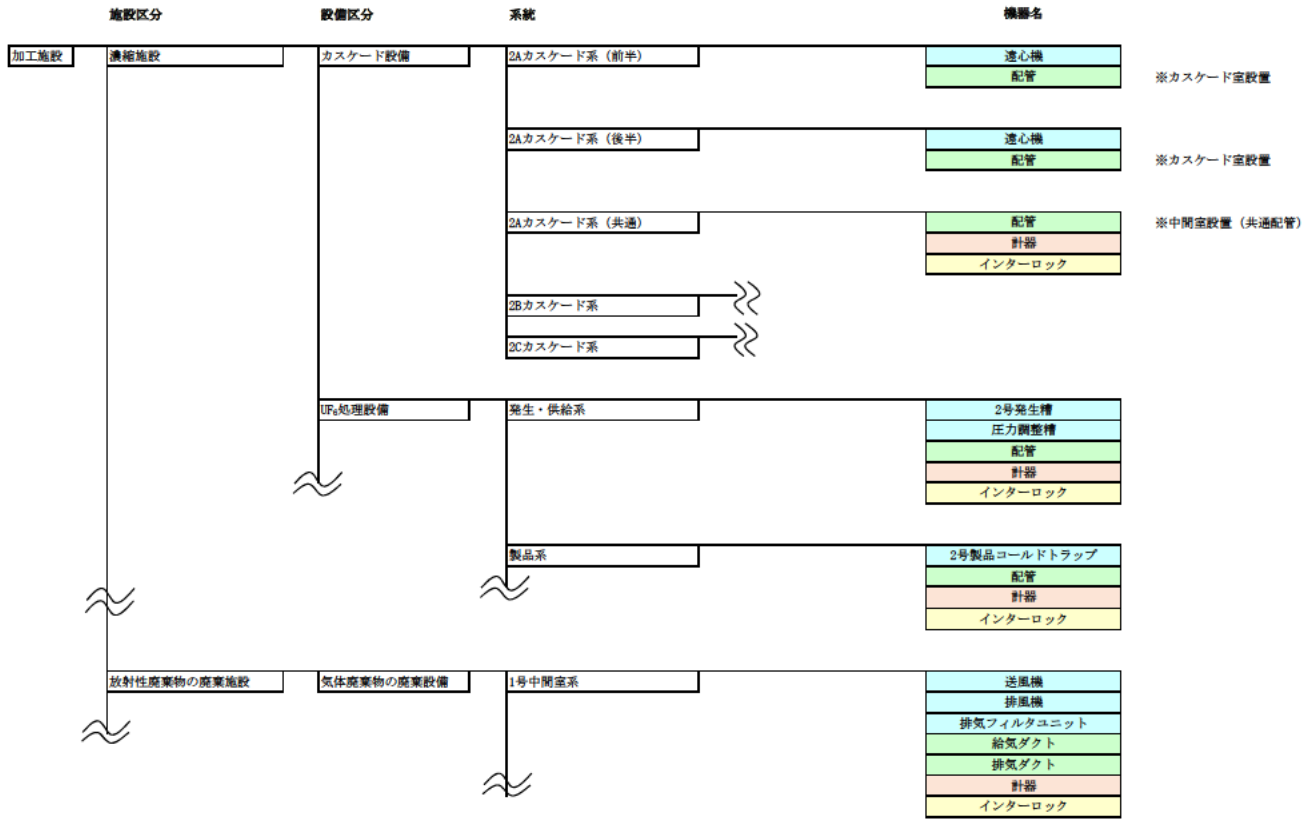 施設区分 設備区分 系統 機器名
加工施設 濃縮施設 カスケード設備 2Aカスケード系（前半） 遠心機
配管 ※カスケード室設置
2Aカスケード系（後半） 遠心機
配管 ※カスケード室設置
2Aカスケード系（共通） 配管 ※中間室設置（共通配管）
計器
インターロック
2Bカスケード系
2Cカスケード系
UF₆処理設備 発生・供給系 2号発生槽
圧力調整槽
配管
計器
インターロック
製品系 2号製品コールドトラップ
配管
計器
インターロック
放射性廃棄物の廃棄施設 気体廃棄物の廃棄設備 1号中間室系 送風機
排風機
排気フィルタユニット
給気ダクト
排気ダクト
計器
インターロック